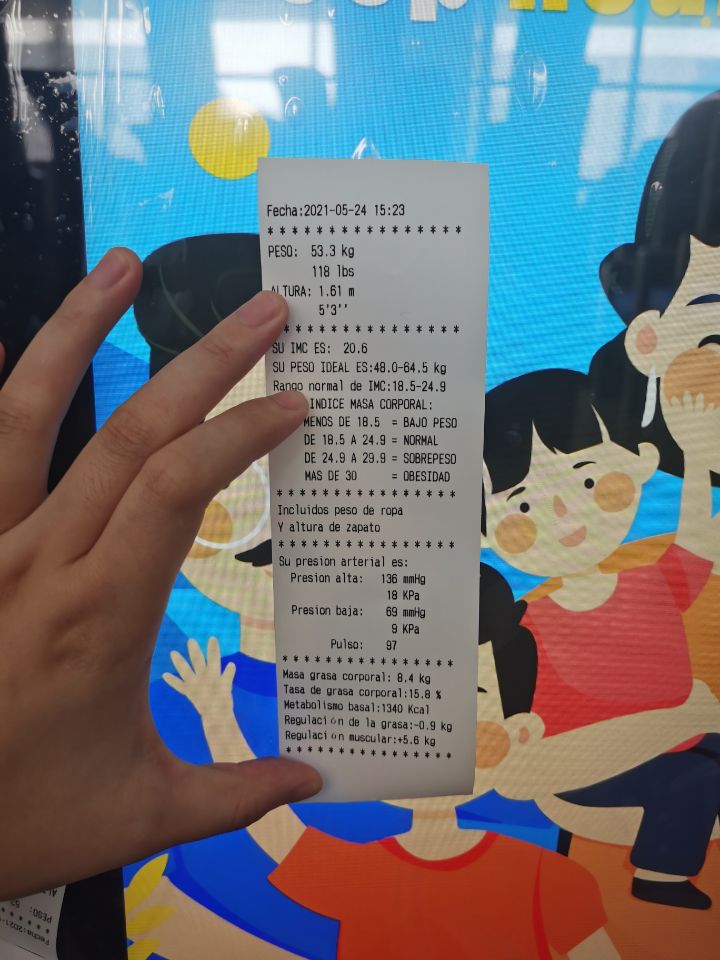 Fecha:2021-05-24 15:23
* * * * * * * * * * * * * * * *
PESO: 53.3 kg
118 lbs
ALTURA: 1.61 m
5'3''
* * * * * * * * * * * * * * *
SU IMC ES: 20.6
SU PESO IDEAL ES:48.0-64.5 kg
Rango normal de IMC:18.5-24.9
INDICE MASA CORPORAL:
MENOS DE 18.5 = BAJO PESO
DE 18.5 A 24.9 = NORMAL
DE 24.9 A 29.9 = SOBREPESO
MAS DE 30 = OBESIDAD
* * * * * * * * * * * * * * * *
Incluidos peso de ropa
Y altura de zapato
* * * * * * * * * * * * * * * *
Su presion arterial es:
Presion alta: 136 mmHg
18 KPa
Presion baja: 69 mmHg
9 KPa
Pulso: 97
* * * * * * * * * * * * * * * *
Masa grasa corporal: 8.4 kg
Tasa de grasa corporal:15.8 %
Metabolismo basal:1340 Kcal
Regulación de la grasa:-0.9 kg
Regulación muscular:+5.6 kg
* * * * * * * * * * * * * * * *